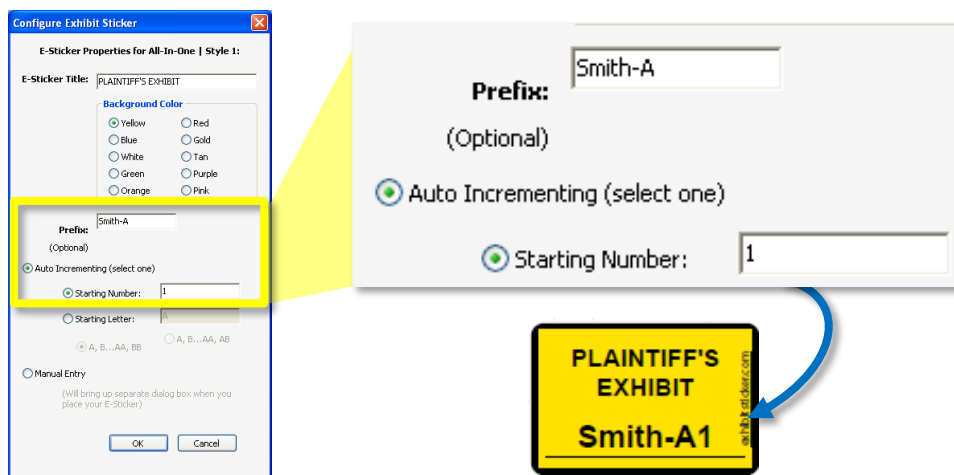 Configure Exhibit Sticker
E-Sticker Properties for All-In-One | Style 1:
E-Sticker Title: PLAINTIFF'S EXHIBIT
Background Color
Yellow Red
Blue Gold
White Tan
Green Purple
Orange Pink
Prefix: Smith-A
(Optional)
Auto Incrementing (select one)
Starting Number: 1
Starting Letter: A
A, B...AA, BB A, B...AA, AB
Manual Entry
(Will bring up separate dialog box when you
place your E-Sticker)
OK Cancel
Prefix: Smith-A
(Optional)
Auto Incrementing (select one)
Starting Number: 1
PLAINTIFF'S
EXHIBIT
Smith-A1
exhibitsticker.com